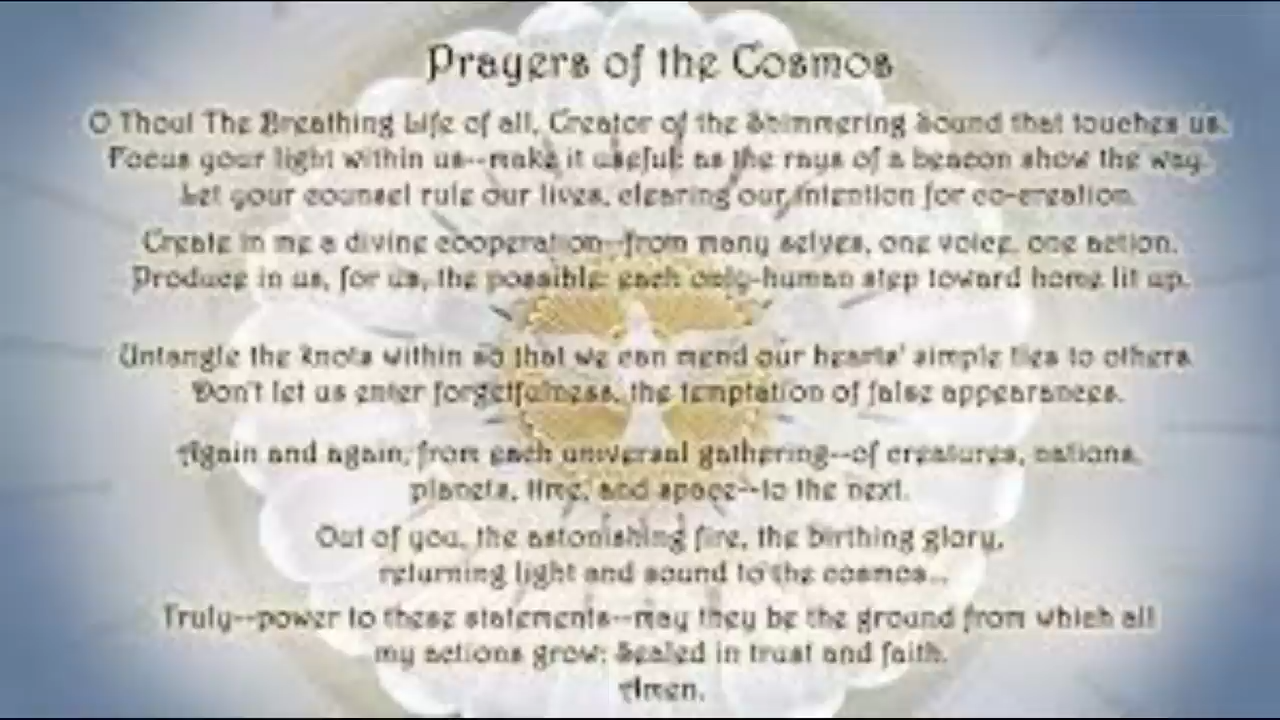 Prayers of the Cosmos
O Thou! The Breathing Life of all, Creator of the Shimmering Sound that touches us.
Focus your light within us--make it useful: as the rays of a beacon show the way.
Let your counsel rule our lives, clearing our intention for co-creation.
Create in me a divine cooperation--from many selves, one voice, one action.
Produce in us, for us, the possible: each only-human step toward home lit up.
Untangle the knots within so that we can mend our hearts' simple ties to others.
Don't let us enter forgetfulness, the temptation of false appearances.
Again and again, from each universal gathering--of creatures, nations,
planets, time, and space--to the next.
Out of you, the astonishing fire, the birthing glory,
returning light and sound to the cosmos...
Truly--power to these statements--may they be the ground from which all
my actions grow: Sealed in trust and faith.
Amen.